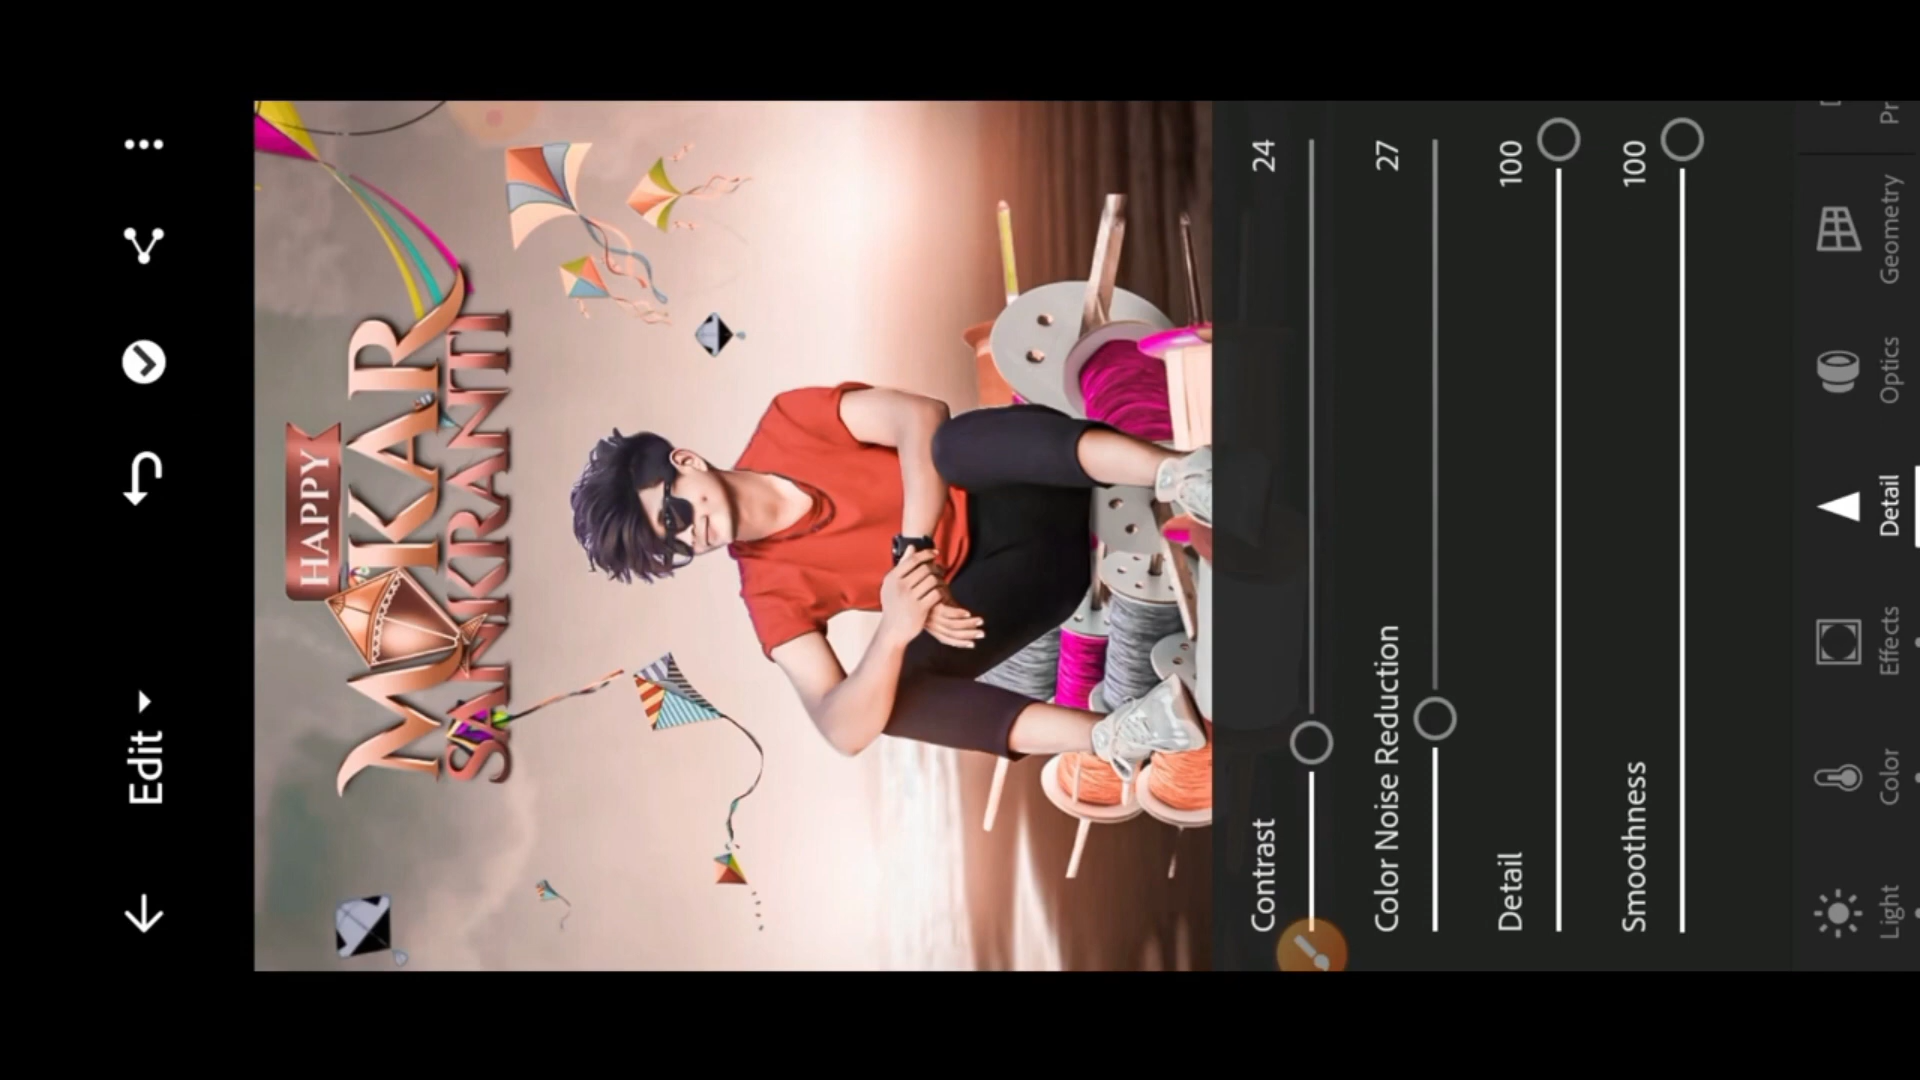 Edit
HAPPY
MAKAR
SANKRANTI
Contrast 24
Color Noise Reduction 27
Detail 100
Smoothness 100
Light
Color
Effects
Detail
Optics
Geometry
Pr